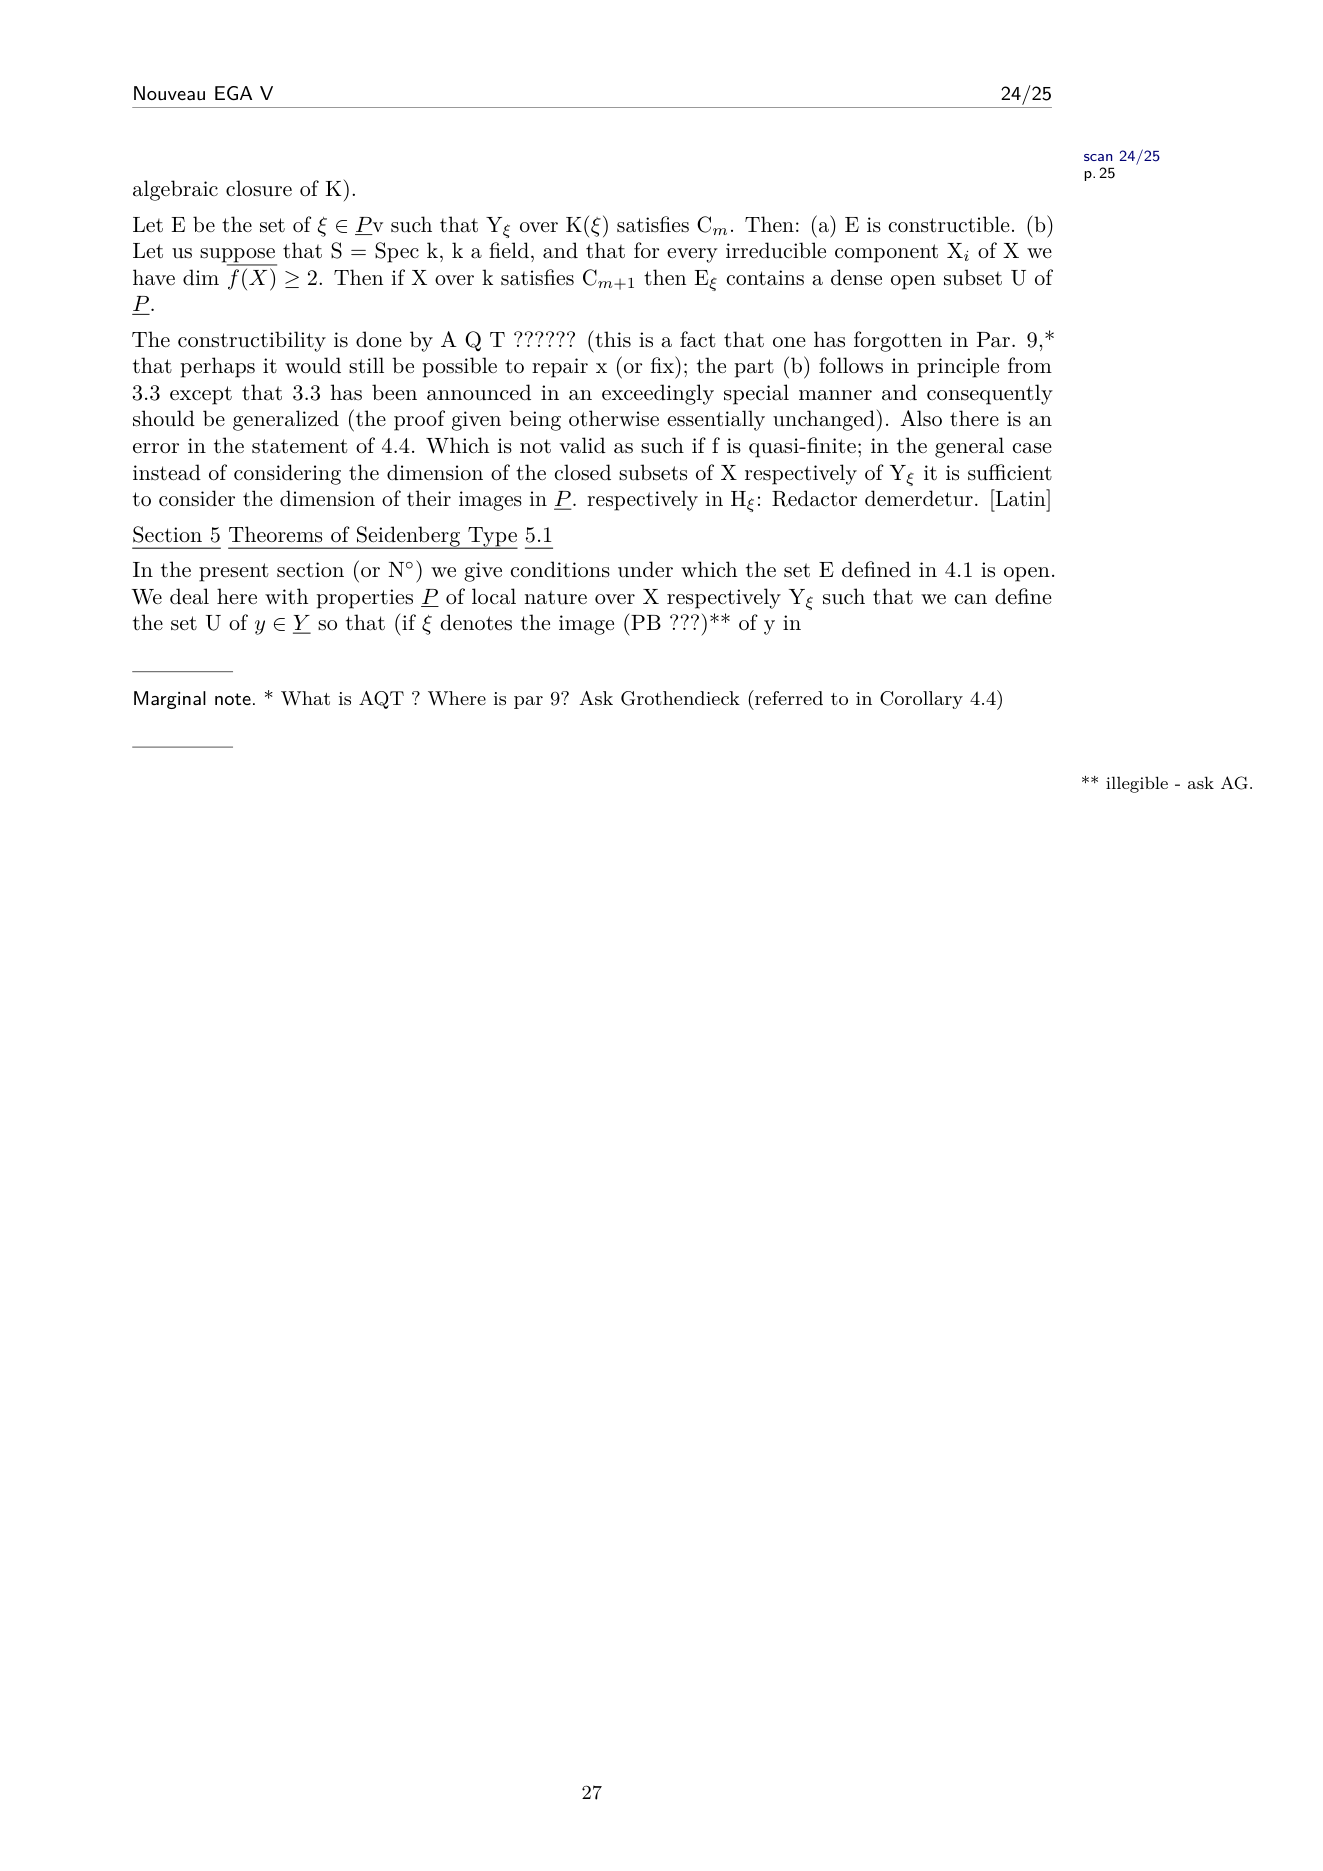 Nouveau EGA V 24/25
scan 24/25
p. 25
algebraic closure of K).
Let E be the set of ξ ∈ P̲v such that Y_ξ over K(ξ) satisfies C_m. Then: (a) E is constructible. (b)
Let us suppose that S = Spec k, k a field, and that for every irreducible component X_i of X we
have dim \overline{f(X)} ≥ 2. Then if X over k satisfies C_{m+1} then E_ξ contains a dense open subset U of
P̲.
The constructibility is done by A Q T ?????? (this is a fact that one has forgotten in Par. 9,*
that perhaps it would still be possible to repair x (or fix); the part (b) follows in principle from
3.3 except that 3.3 has been announced in an exceedingly special manner and consequently
should be generalized (the proof given being otherwise essentially unchanged). Also there is an
error in the statement of 4.4. Which is not valid as such if f is quasi-finite; in the general case
instead of considering the dimension of the closed subsets of X respectively of Y_ξ it is sufficient
to consider the dimension of their images in P̲. respectively in H_ξ: Redactor demerdetur. [Latin]
Section 5 Theorems of Seidenberg Type 5.1
In the present section (or N°) we give conditions under which the set E defined in 4.1 is open.
We deal here with properties P̲ of local nature over X respectively Y_ξ such that we can define
the set U of y ∈ Y̲ so that (if ξ denotes the image (PB ???)** of y in
Marginal note. * What is AQT ? Where is par 9? Ask Grothendieck (referred to in Corollary 4.4)
** illegible - ask AG.
27